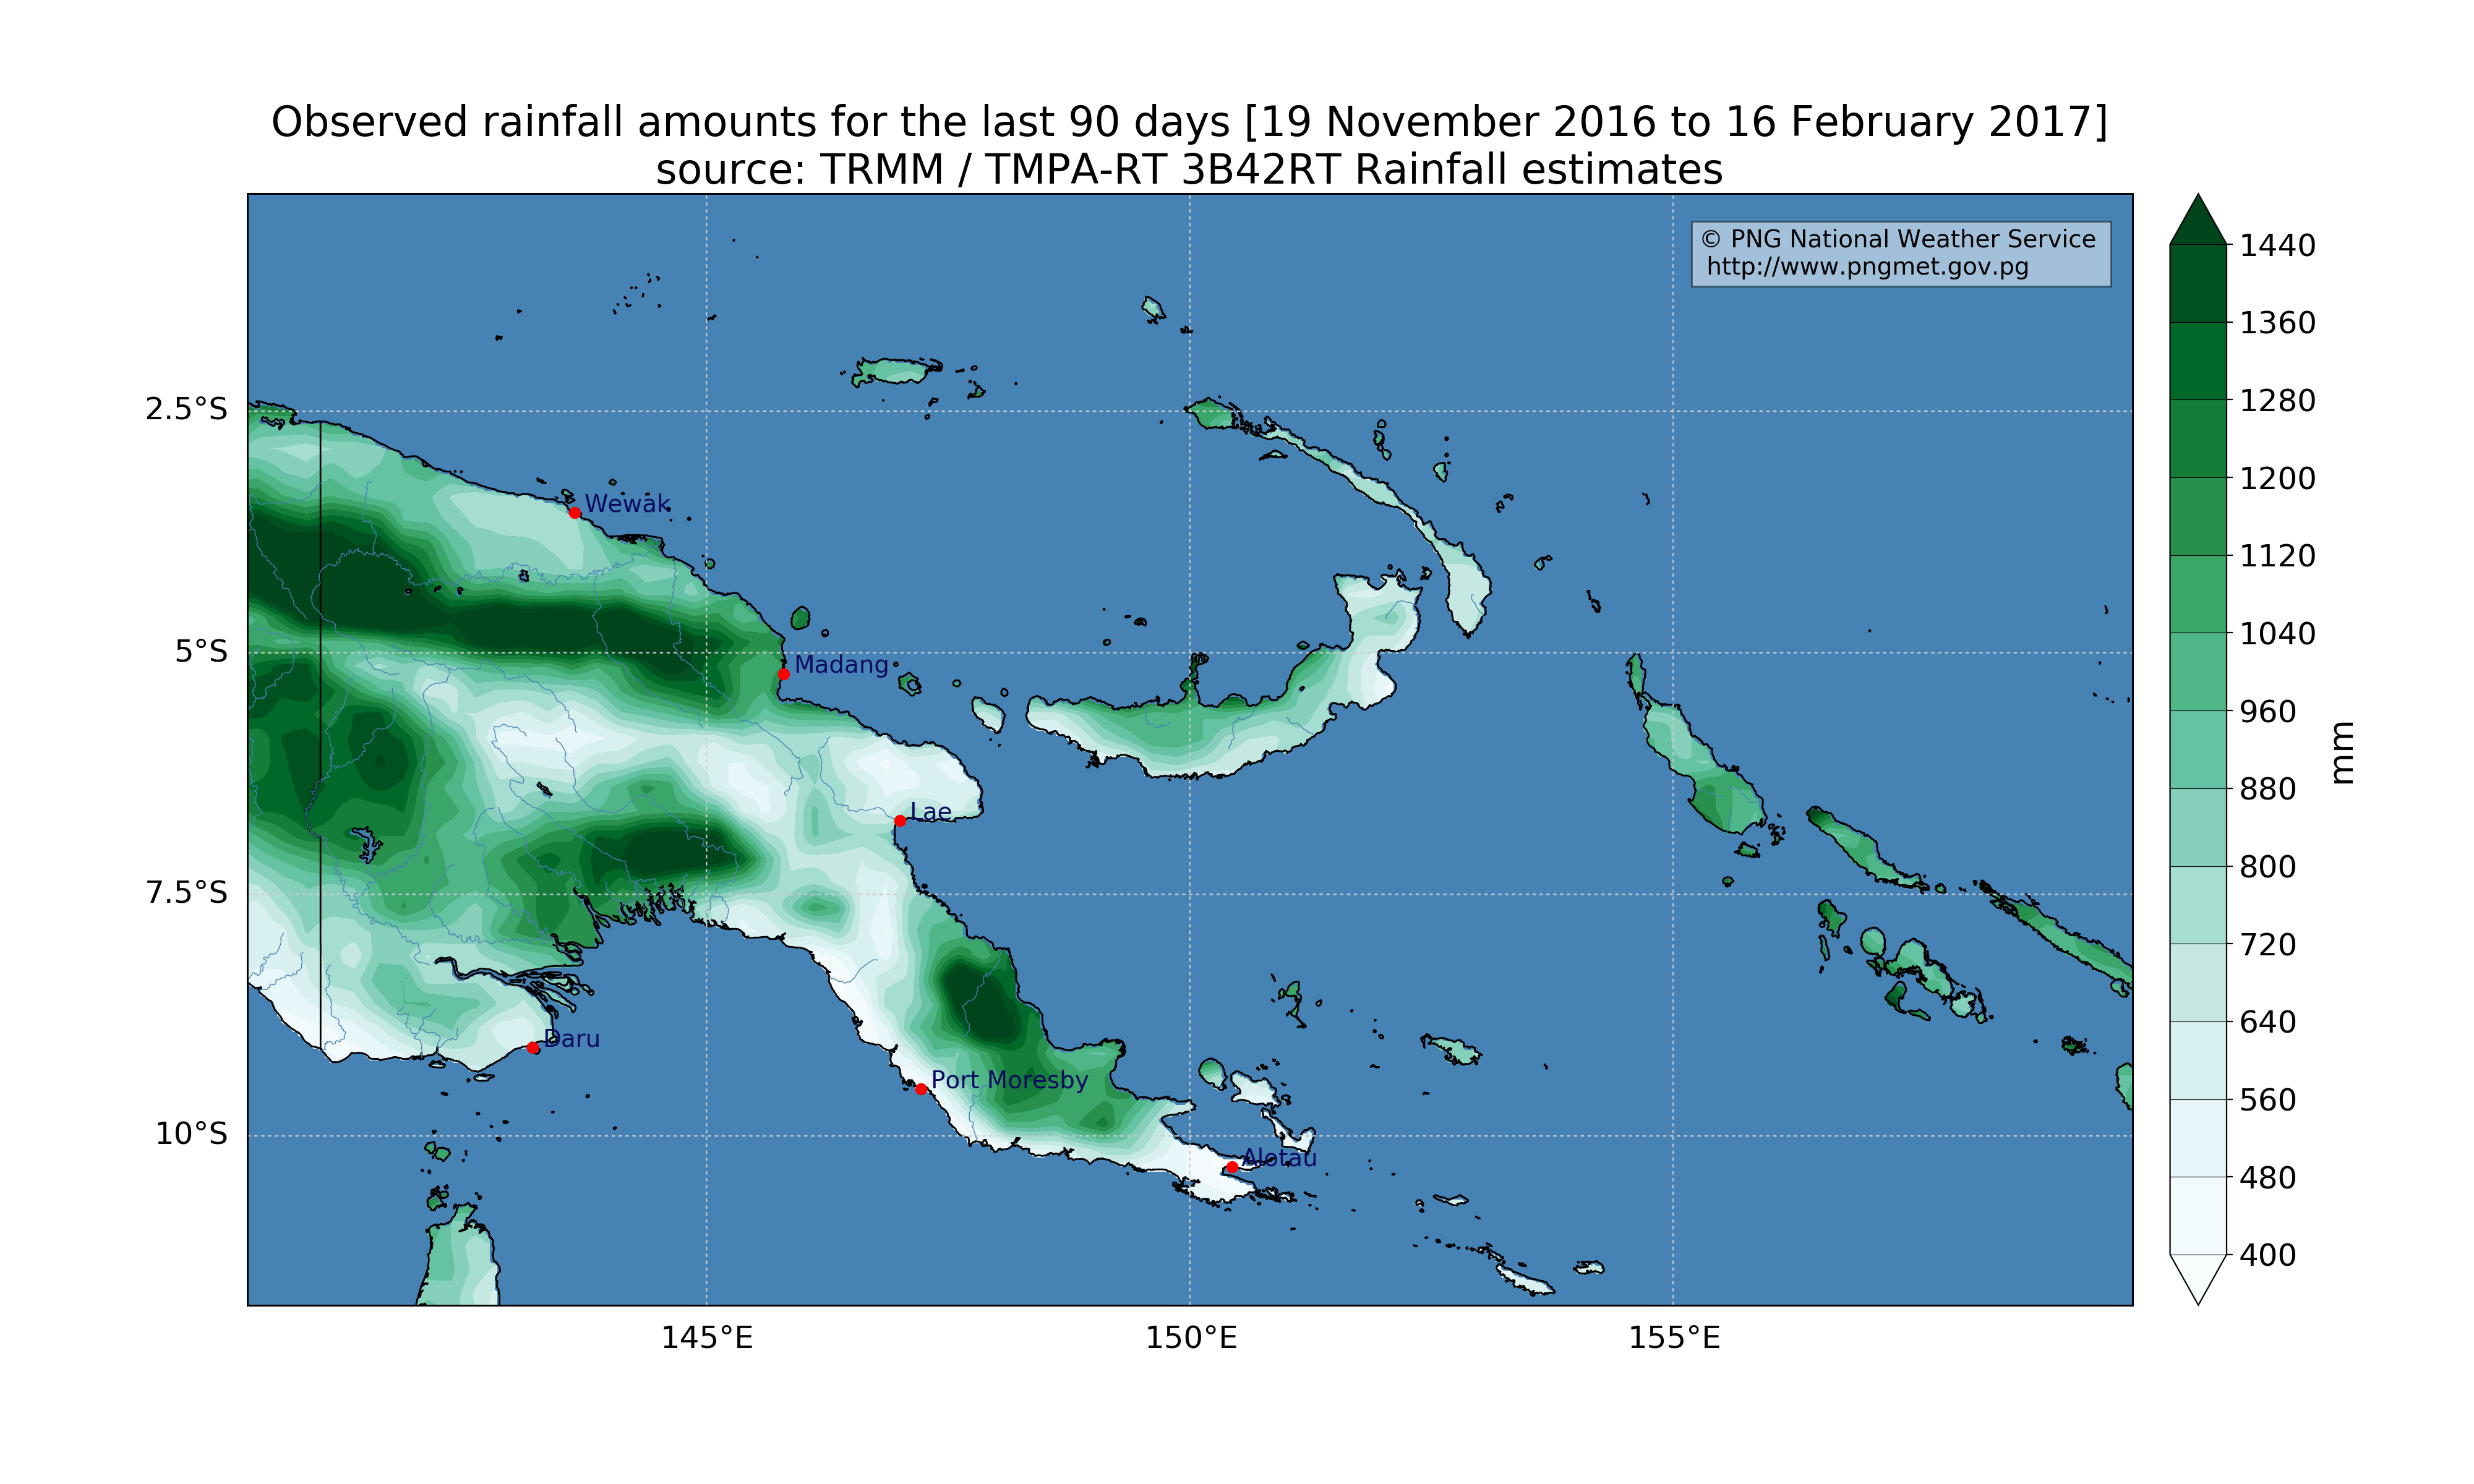 Observed rainfall amounts for the last 90 days [19 November 2016 to 16 February 2017]
source: TRMM / TMPA-RT 3B42RT Rainfall estimates
© PNG National Weather Service
http://www.pngmet.gov.pg
1440
1360
1280
1200
1120
1040
960
880
800
720
640
560
480
400
mm
2.5°S
5°S
7.5°S
10°S
Wewak
Madang
Lae
Daru
Port Moresby
Alotau
145°E
150°E
155°E